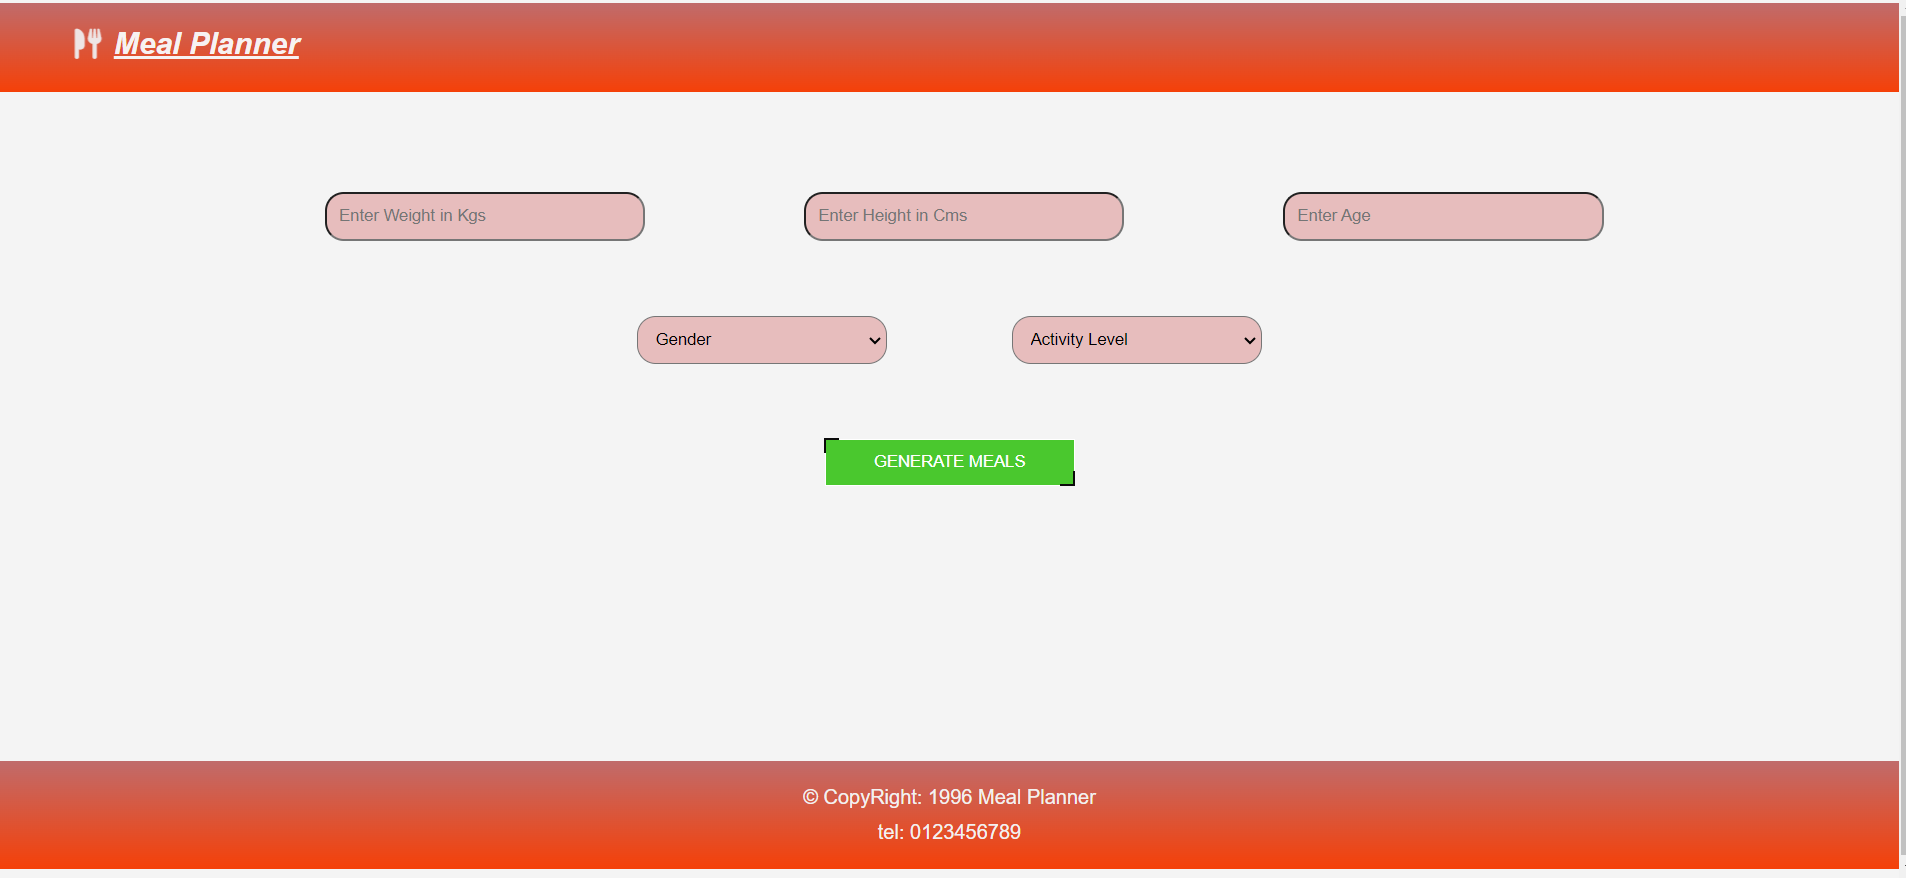 Meal Planner
Enter Weight in Kgs
Enter Height in Cms
Enter Age
Gender
Activity Level
GENERATE MEALS
© CopyRight: 1996 Meal Planner
tel: 0123456789